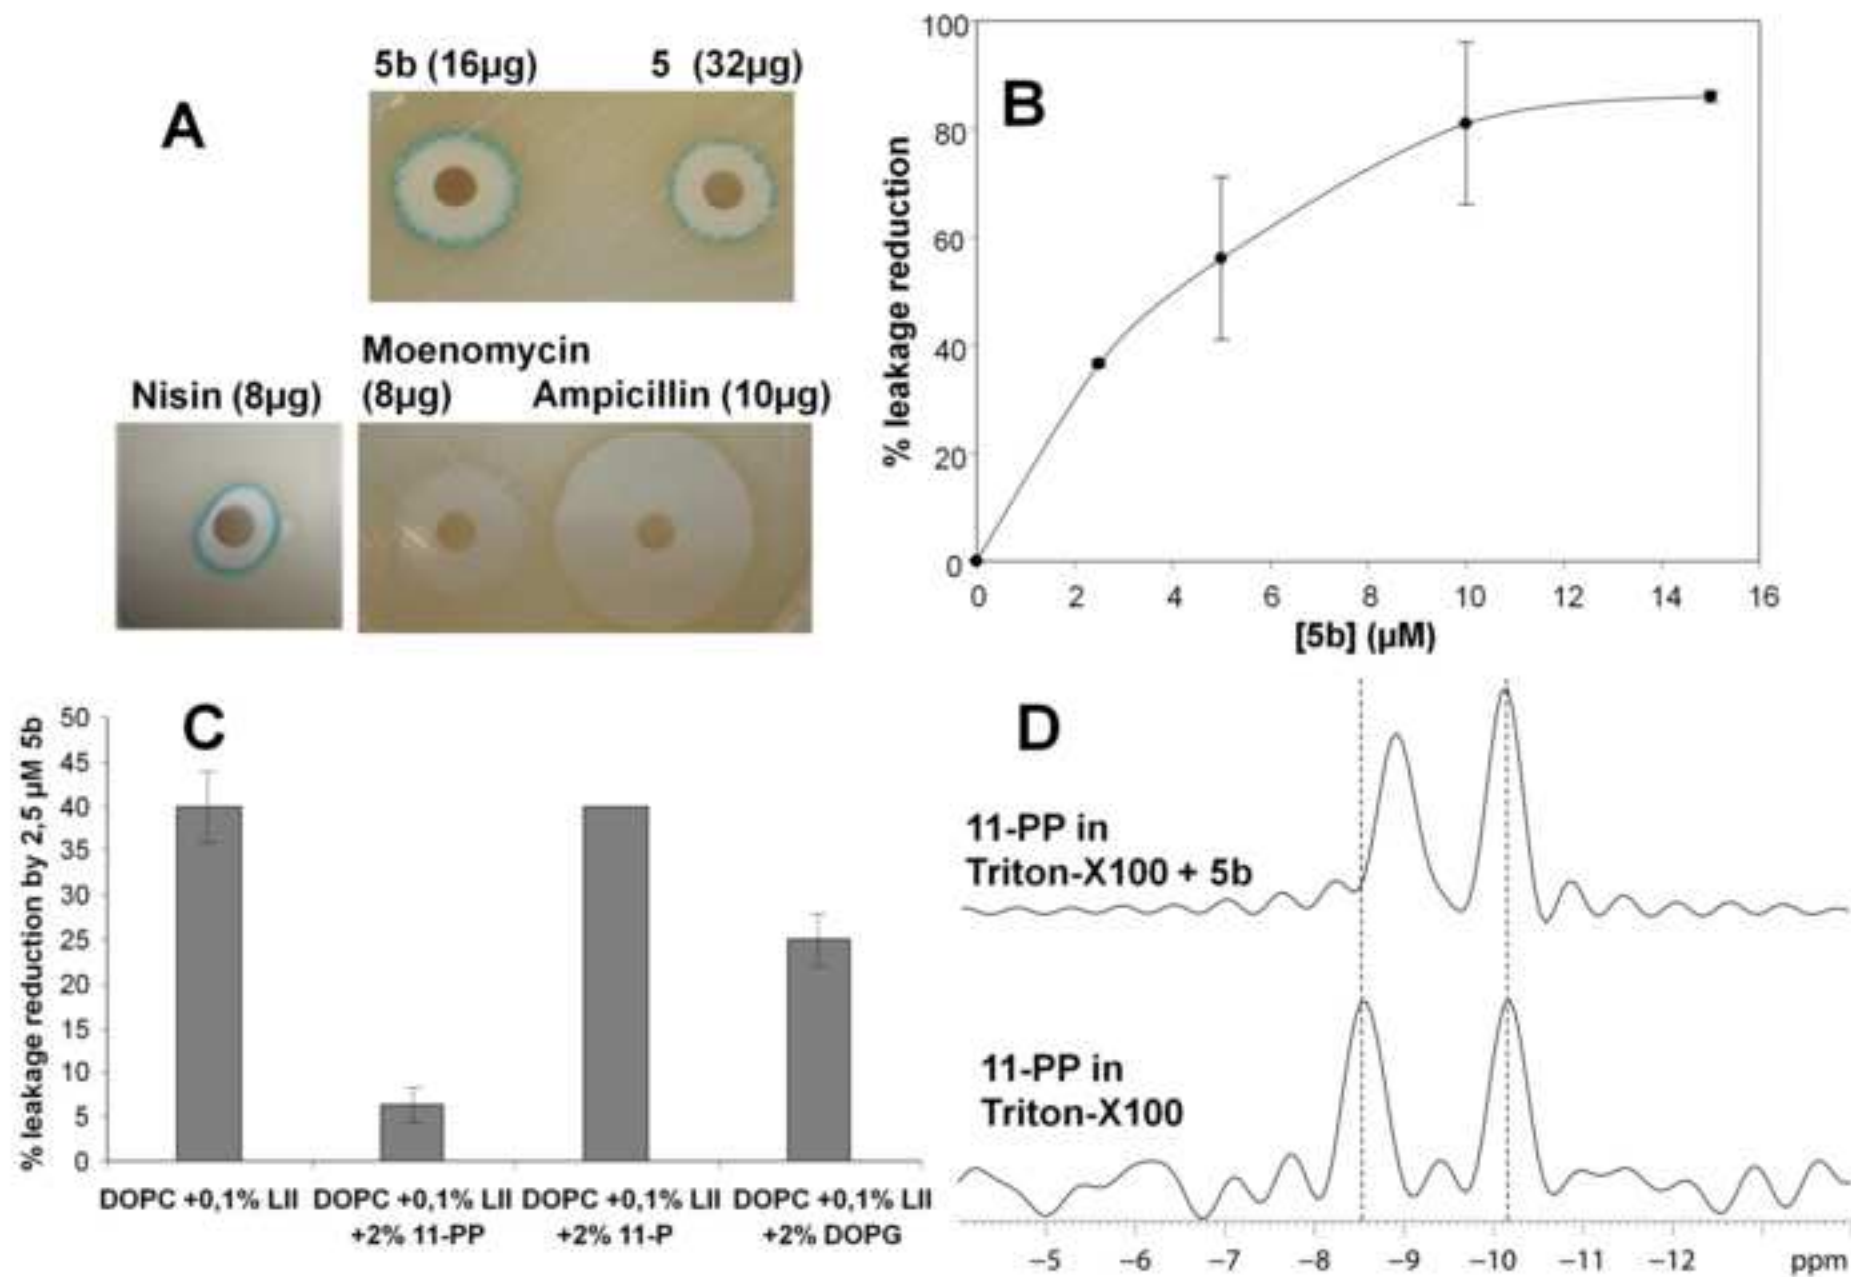 A
5b (16µg) 5 (32µg)
Moenomycin
Nisin (8µg) (8µg) Ampicillin (10µg)
B
% leakage reduction
100
80
60
40
20
0
0 2 4 6 8 10 12 14 16
[5b] (µM)
C
% leakage reduction by 2,5 µM 5b
50
45
40
35
30
25
20
15
10
5
0
DOPC +0,1% LII DOPC +0,1% LII DOPC +0,1% LII DOPC +0,1% LII
+2% 11-PP +2% 11-P +2% DOPG
D
11-PP in
Triton-X100 + 5b
11-PP in
Triton-X100
−5 −6 −7 −8 −9 −10 −11 −12 ppm